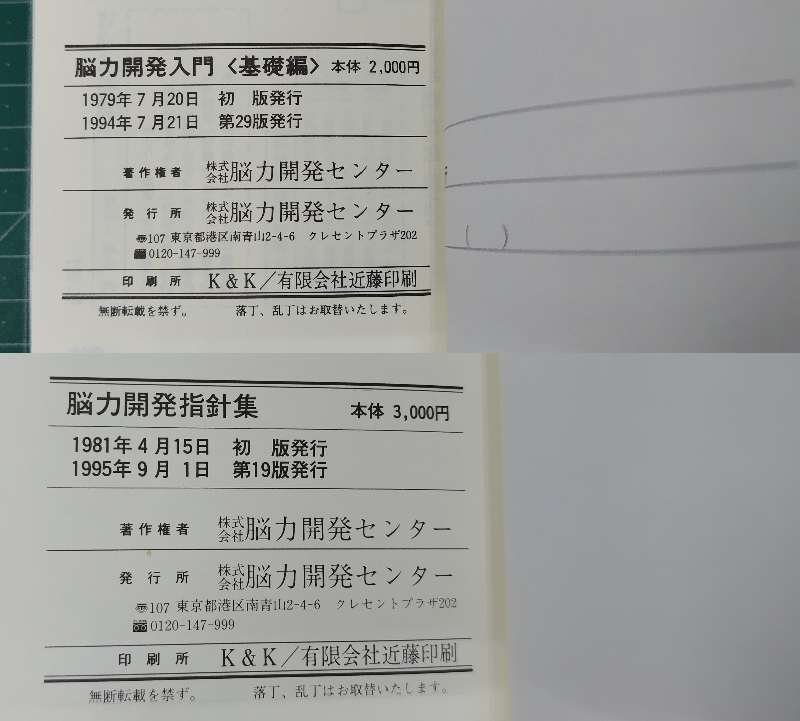 脳力開発入門〈基礎編〉 本体 2,000円
1979年7月20日 初 版発行
1994年7月21日 第29版発行
著作権者 株式会社脳力開発センター
発行所 株式会社脳力開発センター
〠107 東京都港区南青山2-4-6 クレセントプラザ202
☎0120-147-999
印刷所 K&K/有限会社近藤印刷
無断転載を禁ず。 落丁、乱丁はお取替いたします。
( )
脳力開発指針集 本体 3,000円
1981年4月15日 初 版発行
1995年9月1日 第19版発行
著作権者 株式会社脳力開発センター
発行所 株式会社脳力開発センター
〠107 東京都港区南青山2-4-6 クレセントプラザ202
☎0120-147-999
印刷所 K&K/有限会社近藤印刷
無断転載を禁ず。 落丁、乱丁はお取替いたします。